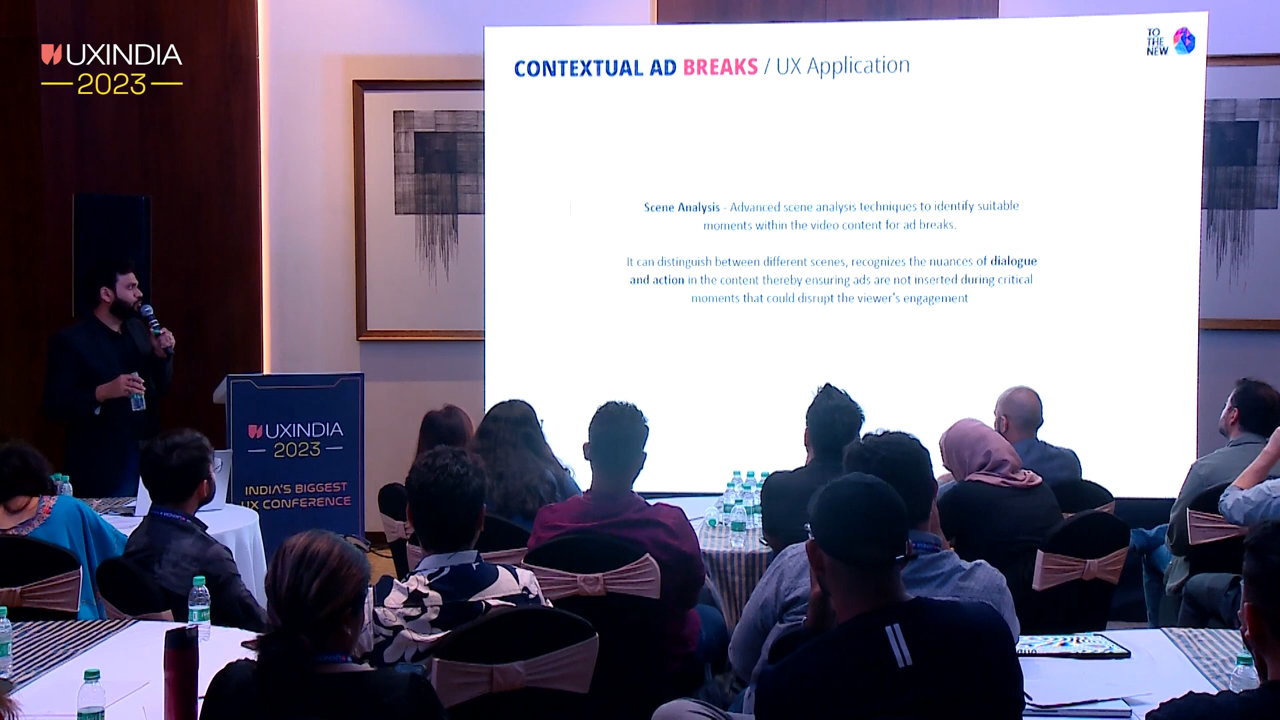 UXINDIA
2023
CONTEXTUAL AD BREAKS / UX Application
TO
THE
NEW
Scene Analysis - Advanced scene analysis techniques to identify suitable
moments within the video content for ad breaks.
It can distinguish between different scenes, recognizes the nuances of dialogue
and action in the content thereby ensuring ads are not inserted during critical
moments that could disrupt the viewer's engagement
UXINDIA
2023
INDIA'S BIGGEST
UX CONFERENCE